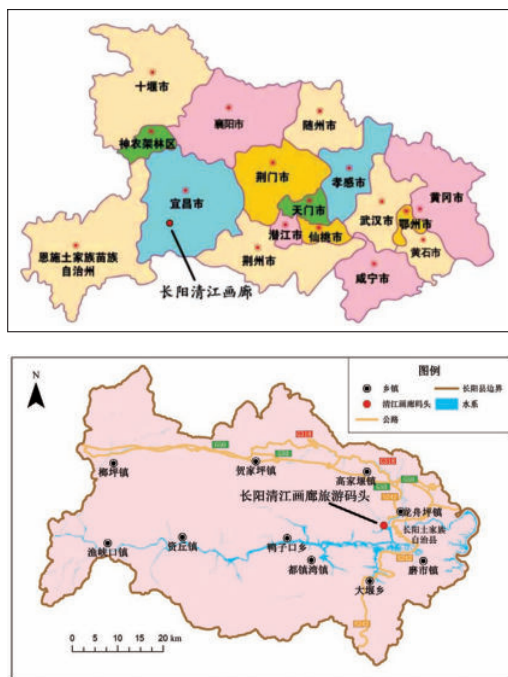 十堰市
襄阳市
随州市
神农架林区
荆门市
孝感市
宜昌市
天门市
黄冈市
武汉市
鄂州市
潜江市
仙桃市
黄石市
恩施土家族苗族
自治州
荆州市
咸宁市
长阳清江画廊
N
图例
乡镇
长阳县边界
清江画廊码头
水系
公路
榔坪镇
贺家坪镇
高家堰镇
长阳清江画廊旅游码头
龙舟坪镇
长阳土家族
自治县
渔峡口镇
资丘镇
鸭子口乡
都镇湾镇
磨市镇
大堰乡
0 5 10 15 20 km